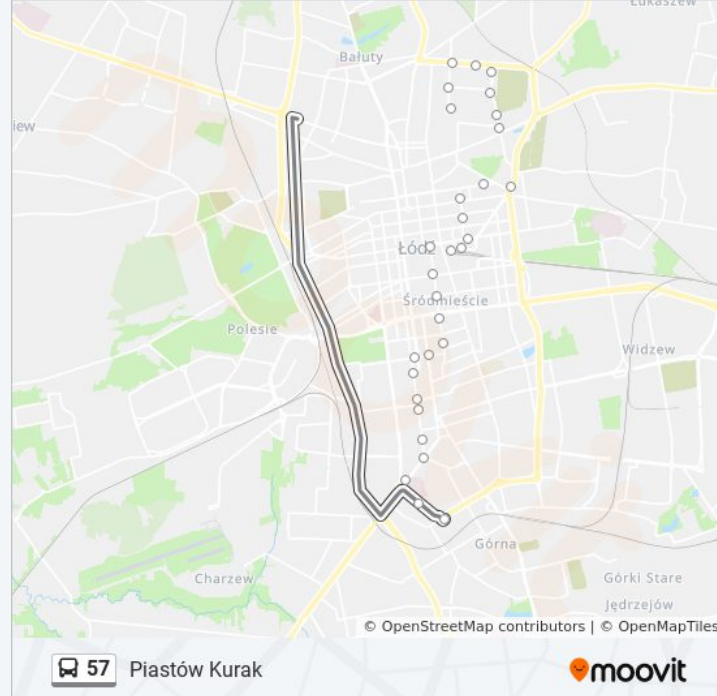 Łukaszew
Bałuty
iew
Łódź
Śródmieście
Polesie
Widzew
Górna
Charzew
Górki Stare
Jędrzejów
© OpenStreetMap contributors | © OpenMapTiles
57 Piastów Kurak
moovit